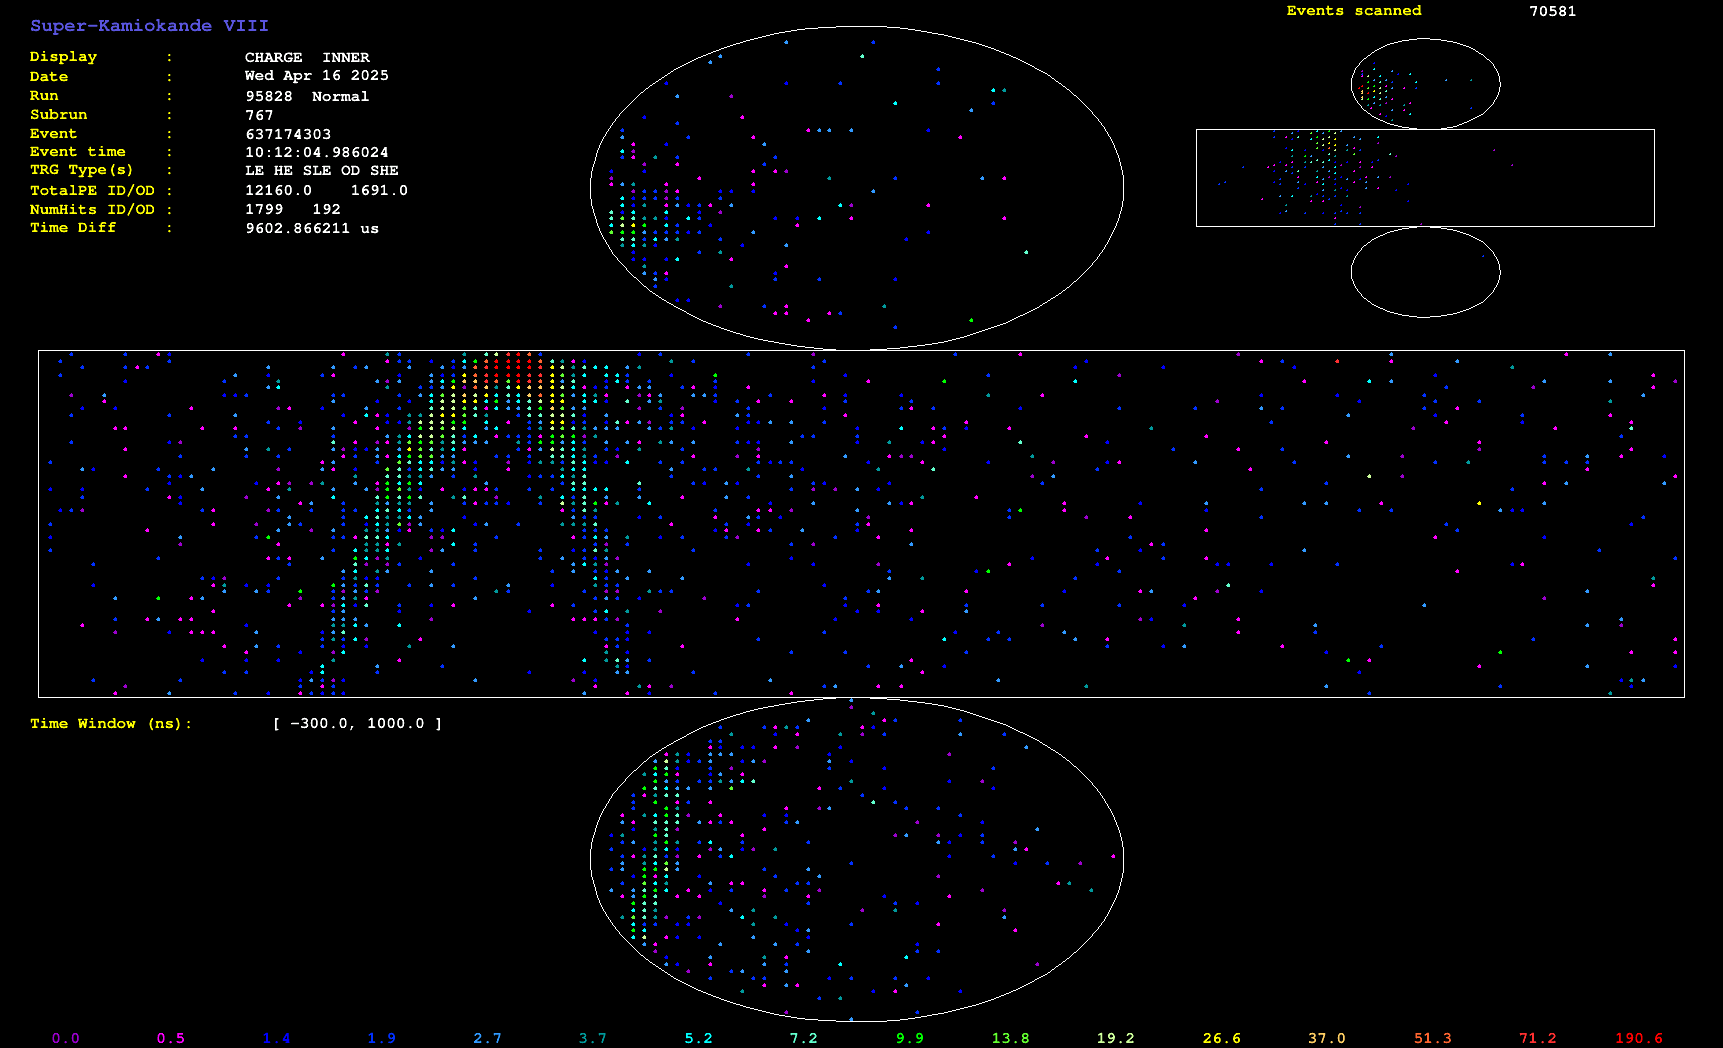 Super-Kamiokande VIII
Events scanned 70581
Display : CHARGE INNER
Date : Wed Apr 16 2025
Run : 95828 Normal
Subrun : 767
Event : 637174303
Event time : 10:12:04.986024
TRG Type(s) : LE HE SLE OD SHE
TotalPE ID/OD : 12160.0 1691.0
NumHits ID/OD : 1799 192
Time Diff : 9602.866211 us
Time Window (ns): [ -300.0, 1000.0 ]
0.0 0.5 1.4 1.9 2.7 3.7 5.2 7.2 9.9 13.8 19.2 26.6 37.0 51.3 71.2 190.6